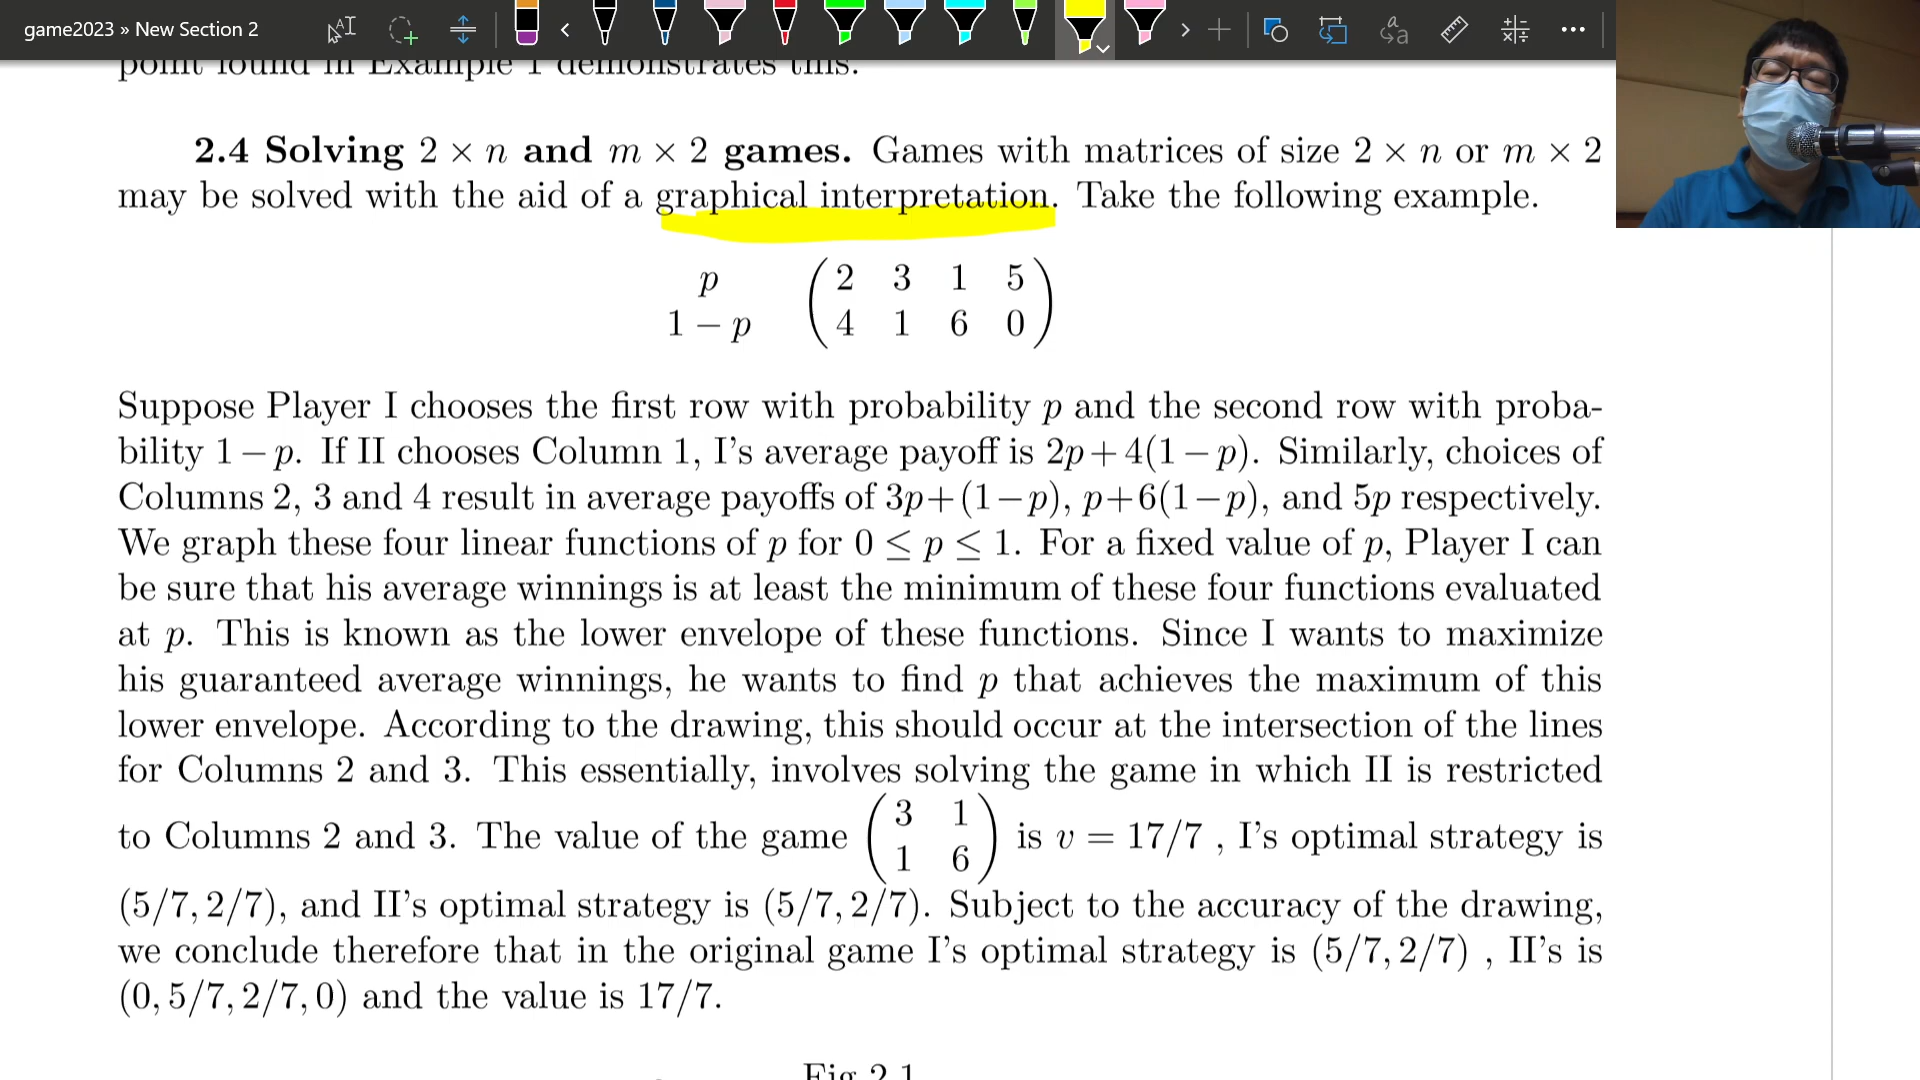 game2023 » New Section 2
point found in Example 1 demonstrates this.
2.4 Solving 2 × n and m × 2 games. Games with matrices of size 2 × n or m × 2
may be solved with the aid of a graphical interpretation. Take the following example.
p ( 2 3 1 5 )
1 − p ( 4 1 6 0 )
Suppose Player I chooses the first row with probability p and the second row with proba-
bility 1 − p. If II chooses Column 1, I's average payoff is 2p + 4(1 − p). Similarly, choices of
Columns 2, 3 and 4 result in average payoffs of 3p+(1−p), p+6(1−p), and 5p respectively.
We graph these four linear functions of p for 0 ≤ p ≤ 1. For a fixed value of p, Player I can
be sure that his average winnings is at least the minimum of these four functions evaluated
at p. This is known as the lower envelope of these functions. Since I wants to maximize
his guaranteed average winnings, he wants to find p that achieves the maximum of this
lower envelope. According to the drawing, this should occur at the intersection of the lines
for Columns 2 and 3. This essentially, involves solving the game in which II is restricted
to Columns 2 and 3. The value of the game ( 3 1 / 1 6 ) is v = 17/7 , I's optimal strategy is
(5/7, 2/7), and II's optimal strategy is (5/7, 2/7). Subject to the accuracy of the drawing,
we conclude therefore that in the original game I's optimal strategy is (5/7, 2/7) , II's is
(0, 5/7, 2/7, 0) and the value is 17/7.
Fig 2.1